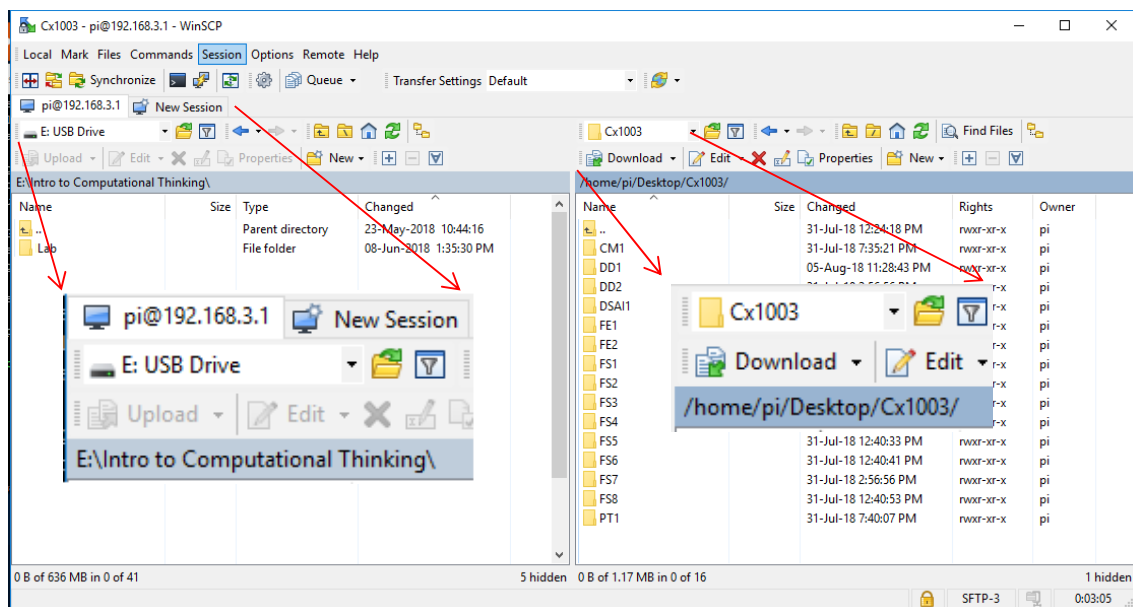 Cx1003 - pi@192.168.3.1 - WinSCP
Local Mark Files Commands Session Options Remote Help
Synchronize Queue Transfer Settings Default
pi@192.168.3.1 New Session
E: USB Drive Cx1003 Find Files
Upload Edit Properties New Download Edit Properties New
E:\Intro to Computational Thinking\ /home/pi/Desktop/Cx1003/
Name Size Type Changed Name Size Changed Rights Owner
.. Parent directory 23-May-2018 10:44:16 .. 31-Jul-18 12:24:18 PM rwxr-xr-x pi
Lab File folder 08-Jun-2018 1:35:30 PM CM1 31-Jul-18 7:35:21 PM rwxr-xr-x pi
DD1 05-Aug-18 11:28:43 PM rwxr-xr-x pi
DD2 r-x pi
DSAI1 r-x pi
FE1 r-x pi
FE2 r-x pi
FS1 r-x pi
FS2 r-x pi
FS3 r-x pi
FS4 r-x pi
FS5 31-Jul-18 12:40:33 PM rwxr-xr-x pi
FS6 31-Jul-18 12:40:41 PM rwxr-xr-x pi
FS7 31-Jul-18 2:56:56 PM rwxr-xr-x pi
FS8 31-Jul-18 12:40:53 PM rwxr-xr-x pi
PT1 31-Jul-18 7:40:07 PM rwxr-xr-x pi
pi@192.168.3.1 New Session
E: USB Drive
Upload Edit
E:\Intro to Computational Thinking\
Cx1003
Download Edit
/home/pi/Desktop/Cx1003/
0 B of 636 MB in 0 of 41 5 hidden 0 B of 1.17 MB in 0 of 16 1 hidden
SFTP-3 0:03:05